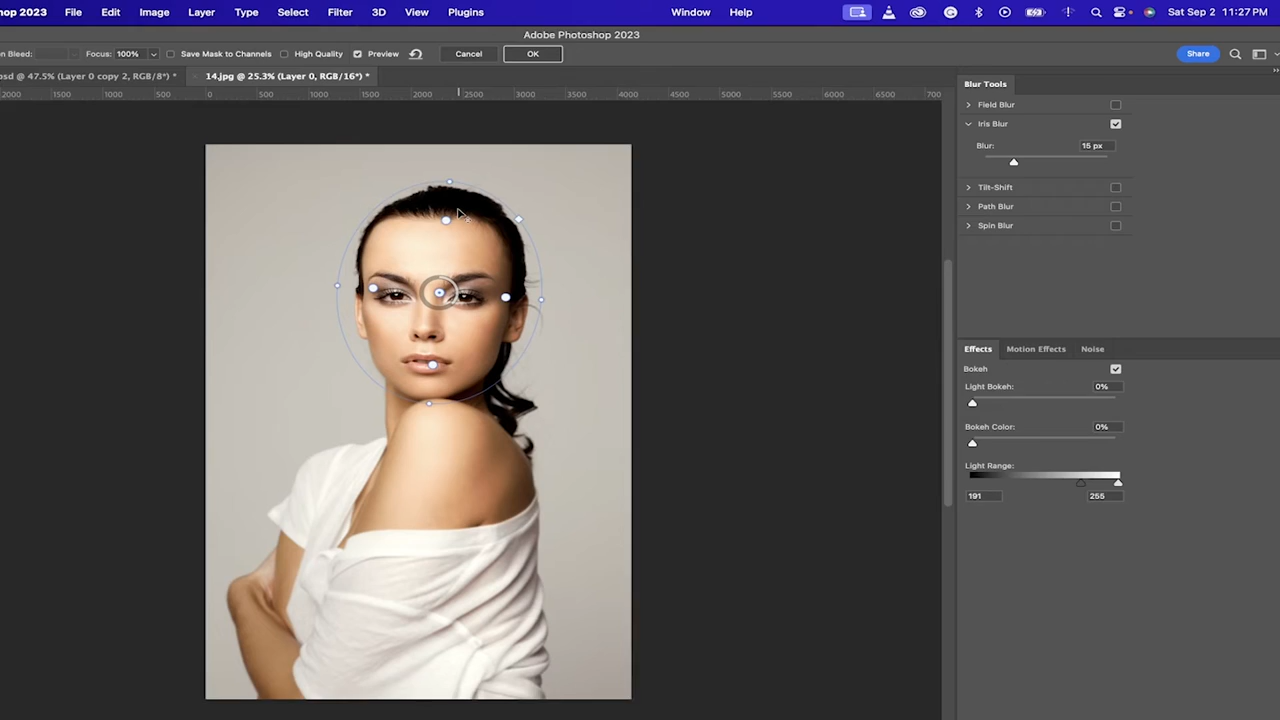 shop 2023 File Edit Image Layer Type Select Filter 3D View Plugins Window Help Sat Sep 2 11:27 PM
Adobe Photoshop 2023
on Bleed: Focus: 100% Save Mask to Channels High Quality Preview Cancel OK Share
psd @ 47.5% (Layer 0 copy 2, RGB/8*) * 14.jpg @ 25.3% (Layer 0, RGB/16*) *
2000 1500 1000 500 0 500 1000 1500 2000 2500 3000 3500 4000 4500 5000 5500 6000 6500 700
Blur Tools
Field Blur
Iris Blur
Blur: 15 px
Tilt-Shift
Path Blur
Spin Blur
Effects Motion Effects Noise
Bokeh
Light Bokeh: 0%
Bokeh Color: 0%
Light Range:
191 255